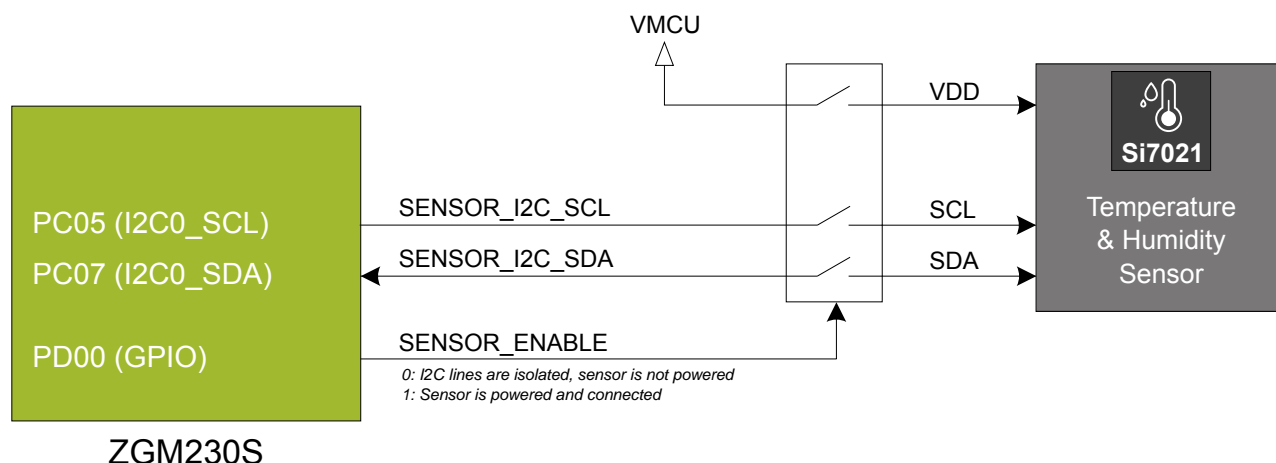 VMCU
VDD
Si7021
PC05 (I2C0_SCL)
SENSOR_I2C_SCL
SCL
Temperature
& Humidity
Sensor
PC07 (I2C0_SDA)
SENSOR_I2C_SDA
SDA
PD00 (GPIO)
SENSOR_ENABLE
0: I2C lines are isolated, sensor is not powered
1: Sensor is powered and connected
ZGM230S